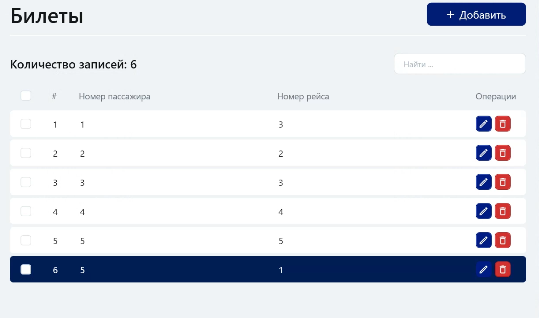 Билеты
+ Добавить
Количество записей: 6
Найти ...
# Номер пассажира Номер рейса Операции
1 1 3
2 2 2
3 3 3
4 4 4
5 5 5
6 5 1